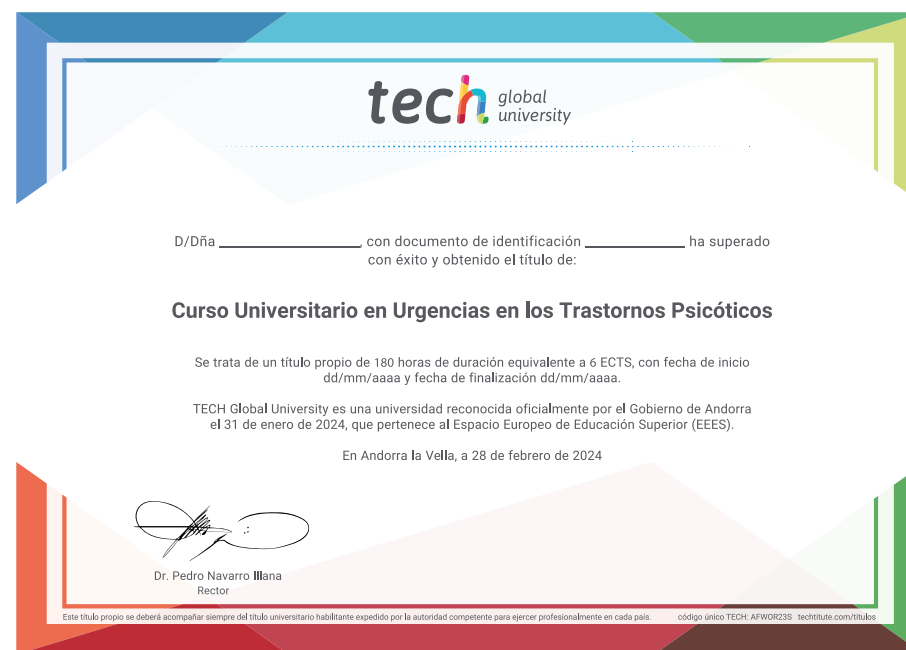 tech global university
D/Dña ____________________, con documento de identificación ______________ ha superado
con éxito y obtenido el título de:
Curso Universitario en Urgencias en los Trastornos Psicóticos
Se trata de un título propio de 180 horas de duración equivalente a 6 ECTS, con fecha de inicio
dd/mm/aaaa y fecha de finalización dd/mm/aaaa.
TECH Global University es una universidad reconocida oficialmente por el Gobierno de Andorra
el 31 de enero de 2024, que pertenece al Espacio Europeo de Educación Superior (EEES).
En Andorra la Vella, a 28 de febrero de 2024
Dr. Pedro Navarro Illana
Rector
Este título propio se deberá acompañar siempre del título universitario habilitante expedido por la autoridad competente para ejercer profesionalmente en cada país. código único TECH: AFWOR23S techtitute.com/titulos